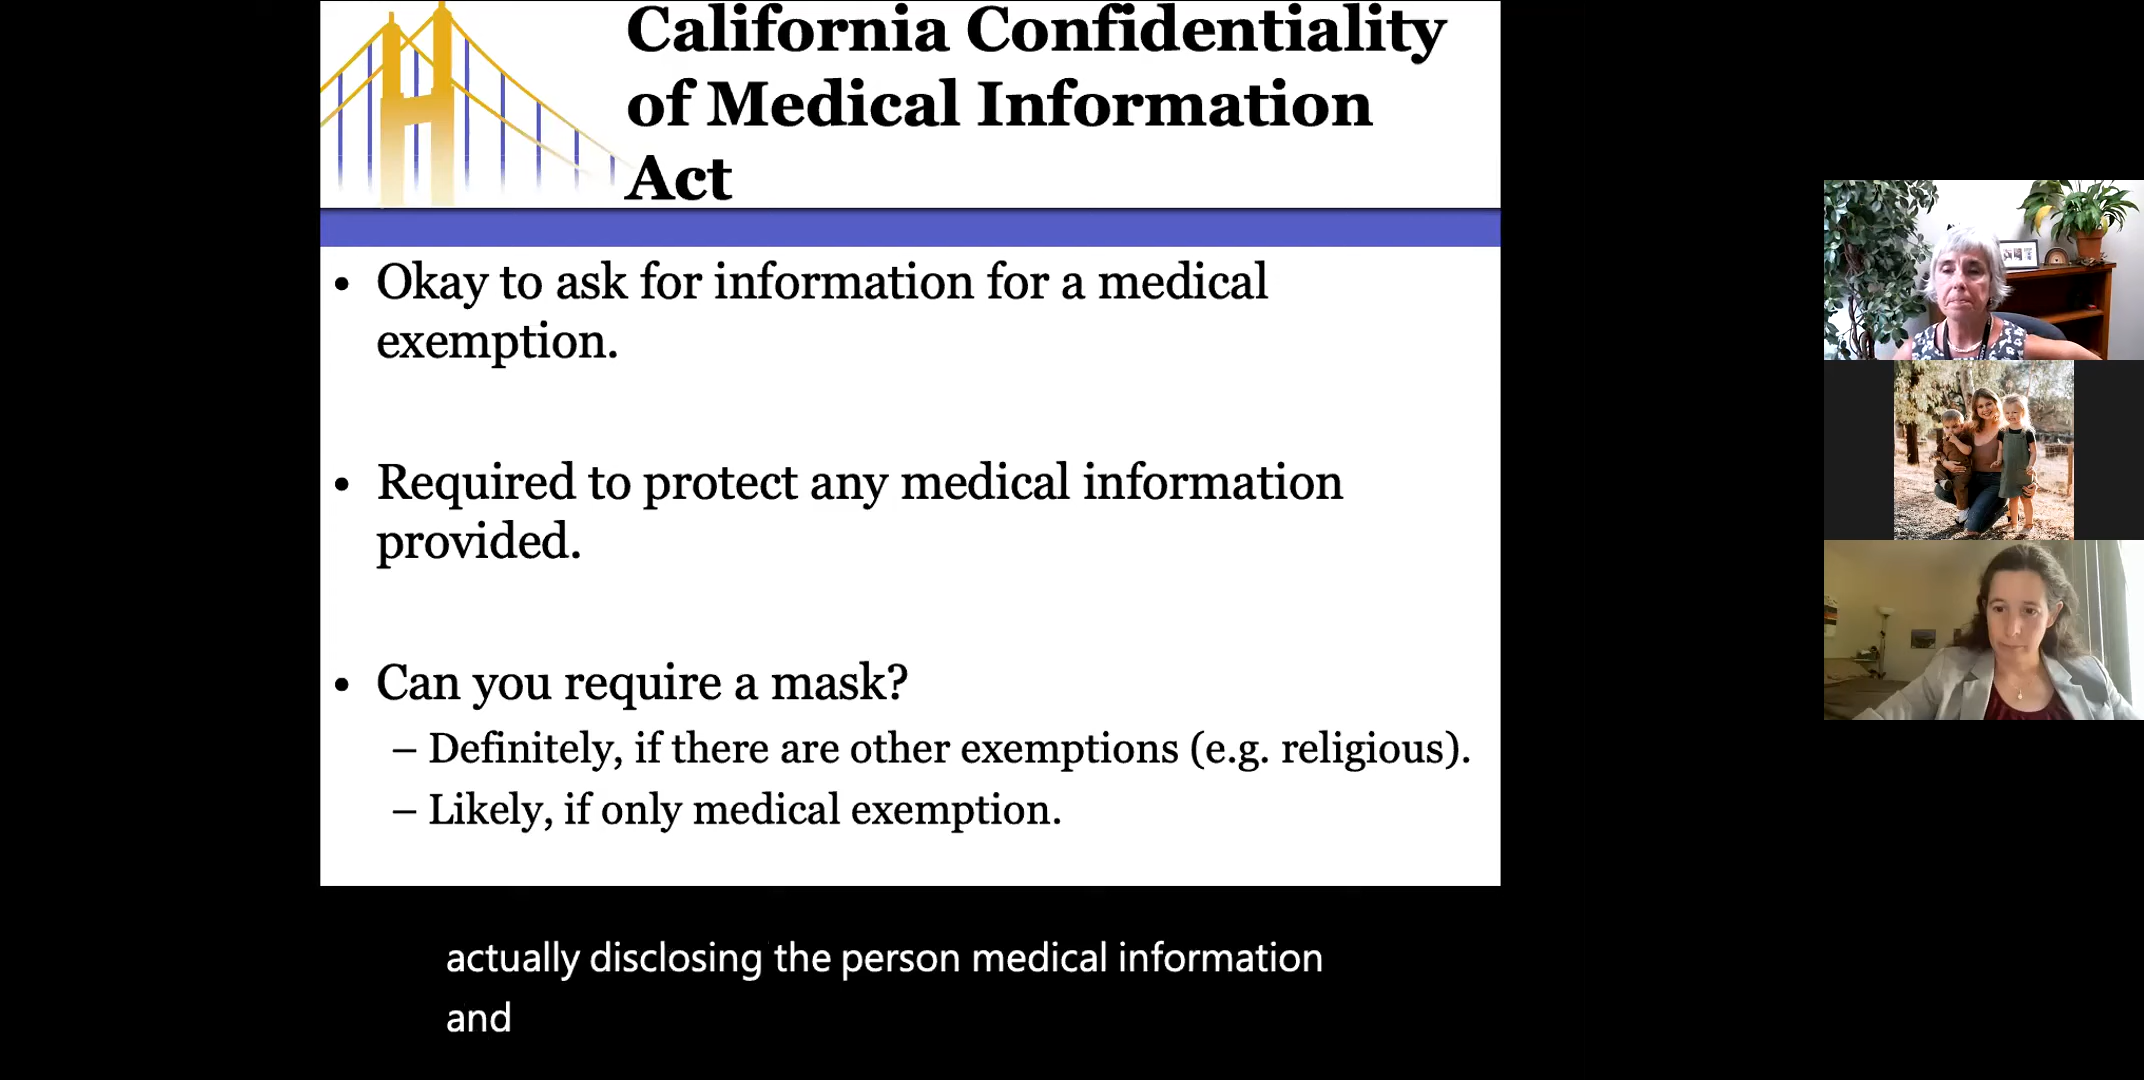 California Confidentiality
of Medical Information
Act
• Okay to ask for information for a medical
exemption.
• Required to protect any medical information
provided.
• Can you require a mask?
– Definitely, if there are other exemptions (e.g. religious).
– Likely, if only medical exemption.
actually disclosing the person medical information
and